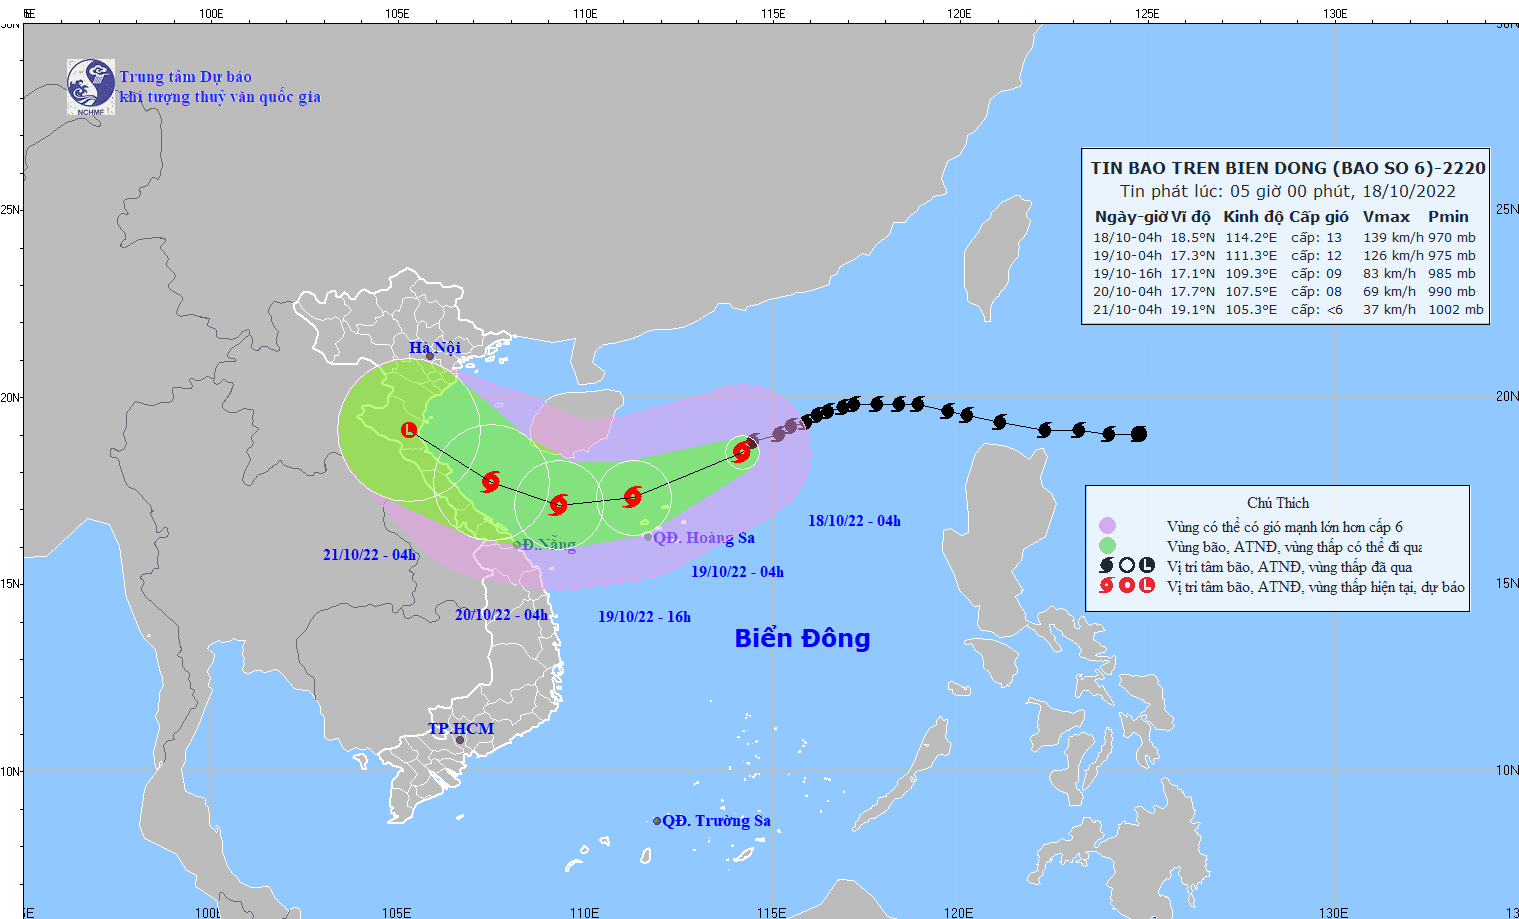 E 100E 105E 110E 115E 120E 125E 130E
Trung tâm Dự báo
khí tượng thuỷ văn quốc gia
NCHMF
TIN BAO TREN BIEN DONG (BAO SO 6)-2220
Tin phát lúc: 05 giờ 00 phút, 18/10/2022
Ngày-giờ Vĩ độ Kinh độ Cấp gió Vmax Pmin
18/10-04h 18.5°N 114.2°E cấp: 13 139 km/h 970 mb
19/10-04h 17.3°N 111.3°E cấp: 12 126 km/h 975 mb
19/10-16h 17.1°N 109.3°E cấp: 09 83 km/h 985 mb
20/10-04h 17.7°N 107.5°E cấp: 08 69 km/h 990 mb
21/10-04h 19.1°N 105.3°E cấp: <6 37 km/h 1002 mb
25N 25N
Hà Nội
20N 20N
L
Chú Thích
Vùng có thể có gió mạnh lớn hơn cấp 6
Vùng bão, ATNĐ, vùng thấp có thể đi qua
L Vị trí tâm bão, ATNĐ, vùng thấp đã qua
L Vị trí tâm bão, ATNĐ, vùng thấp hiện tại, dự báo
18/10/22 - 04h
QĐ. Hoàng Sa
Đ.Nẵng
21/10/22 - 04h
19/10/22 - 04h
15N 15N
20/10/22 - 04h
19/10/22 - 16h
Biển Đông
TP.HCM
10N 10N
QĐ. Trường Sa
E 100E 105E 110E 115E 120E 130E